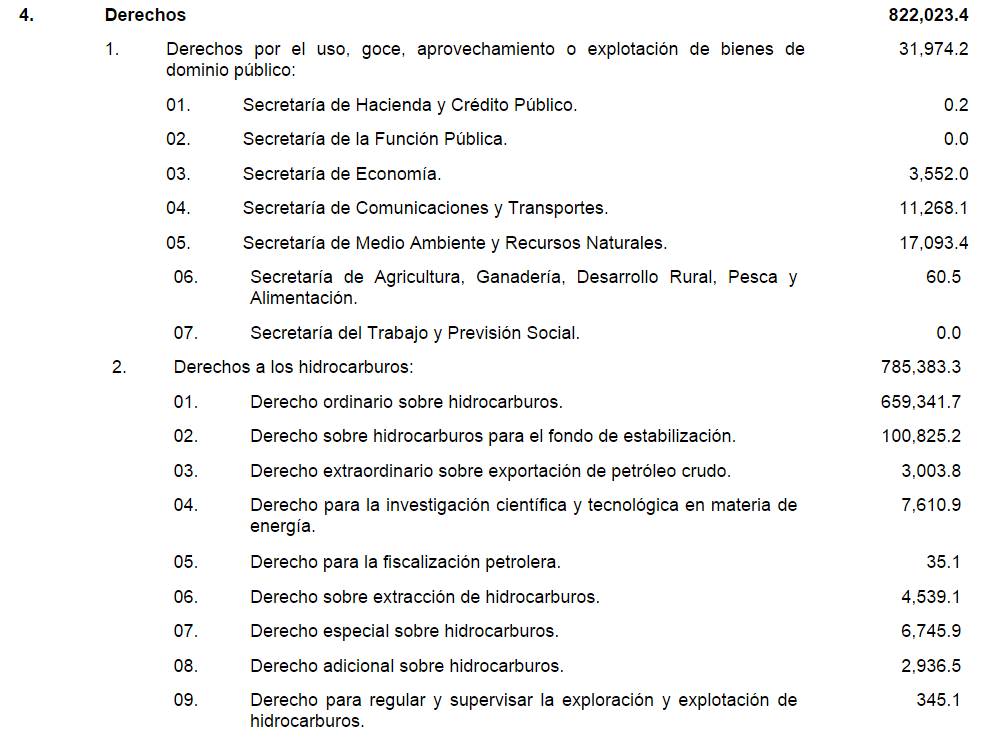 4. Derechos 822,023.4
1. Derechos por el uso, goce, aprovechamiento o explotación de bienes de 31,974.2
dominio público:
01. Secretaría de Hacienda y Crédito Público. 0.2
02. Secretaría de la Función Pública. 0.0
03. Secretaría de Economía. 3,552.0
04. Secretaría de Comunicaciones y Transportes. 11,268.1
05. Secretaría de Medio Ambiente y Recursos Naturales. 17,093.4
06. Secretaría de Agricultura, Ganadería, Desarrollo Rural, Pesca y 60.5
Alimentación.
07. Secretaría del Trabajo y Previsión Social. 0.0
2. Derechos a los hidrocarburos: 785,383.3
01. Derecho ordinario sobre hidrocarburos. 659,341.7
02. Derecho sobre hidrocarburos para el fondo de estabilización. 100,825.2
03. Derecho extraordinario sobre exportación de petróleo crudo. 3,003.8
04. Derecho para la investigación científica y tecnológica en materia de 7,610.9
energía.
05. Derecho para la fiscalización petrolera. 35.1
06. Derecho sobre extracción de hidrocarburos. 4,539.1
07. Derecho especial sobre hidrocarburos. 6,745.9
08. Derecho adicional sobre hidrocarburos. 2,936.5
09. Derecho para regular y supervisar la exploración y explotación de 345.1
hidrocarburos.